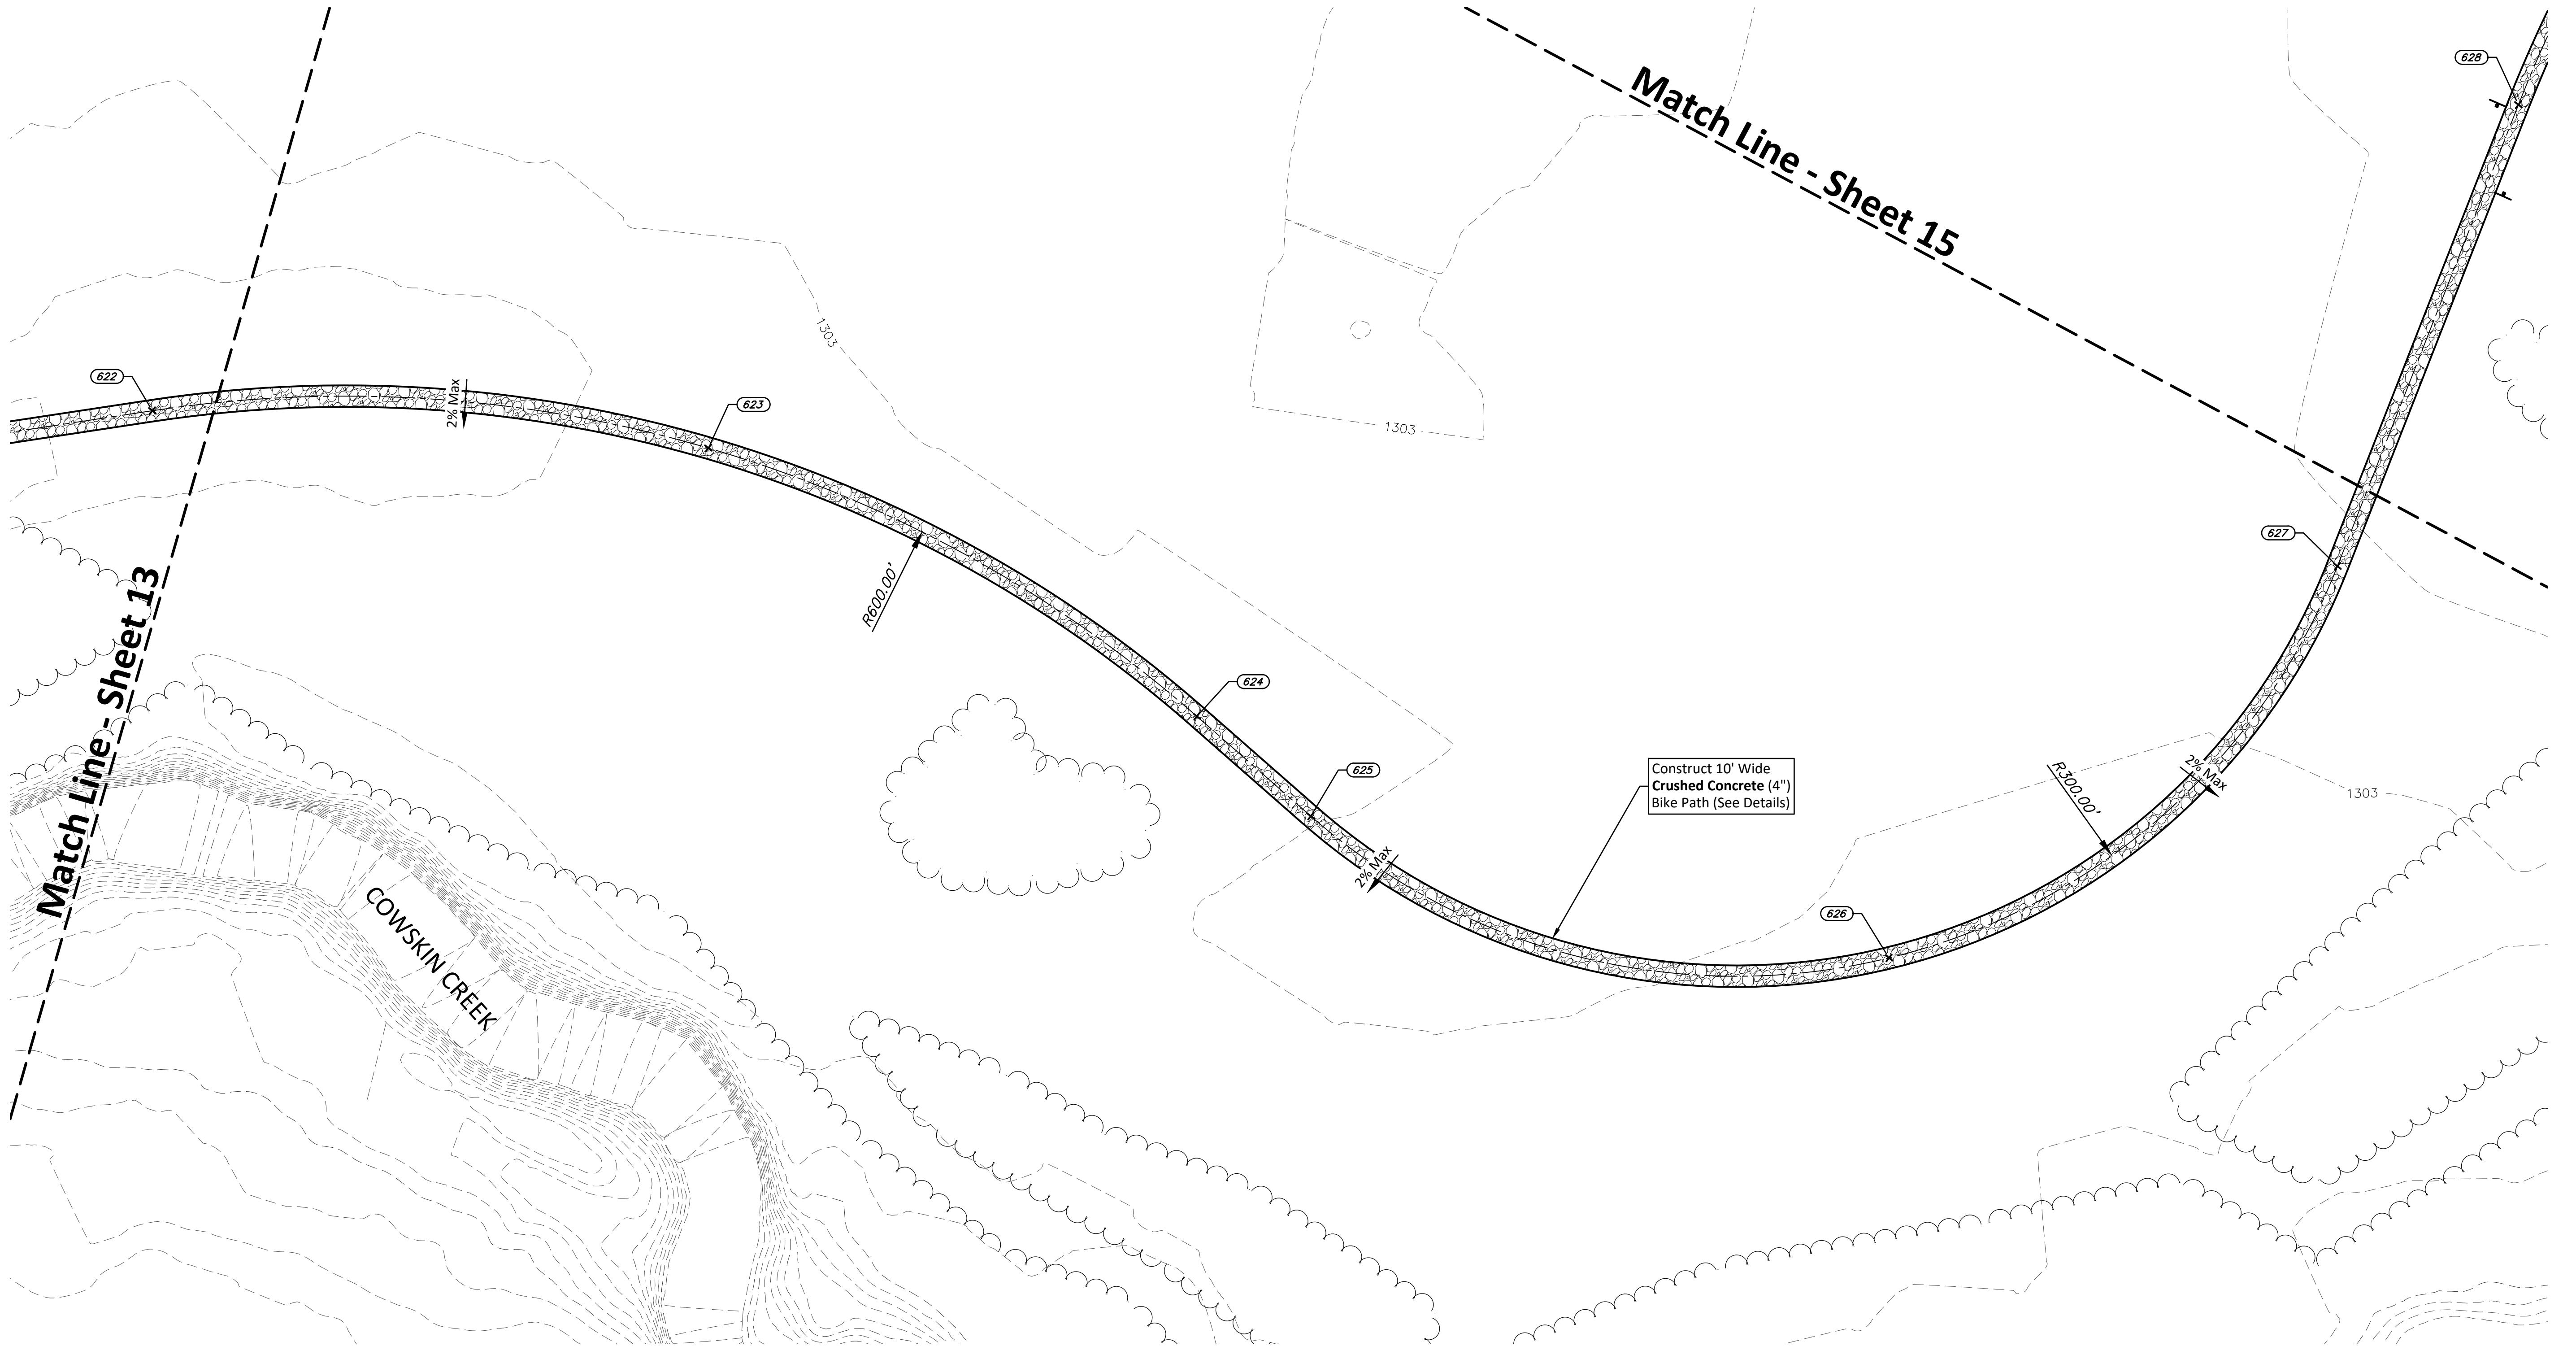 628
Match Line - Sheet 15
1303
622
2% Max
623
1303
627
R600.00'
Match Line - Sheet 13
624
625
Construct 10' Wide
Crushed Concrete (4")
Bike Path (See Details)
R300.00'
2% Max
1303
2% Max
626
COWSKIN CREEK